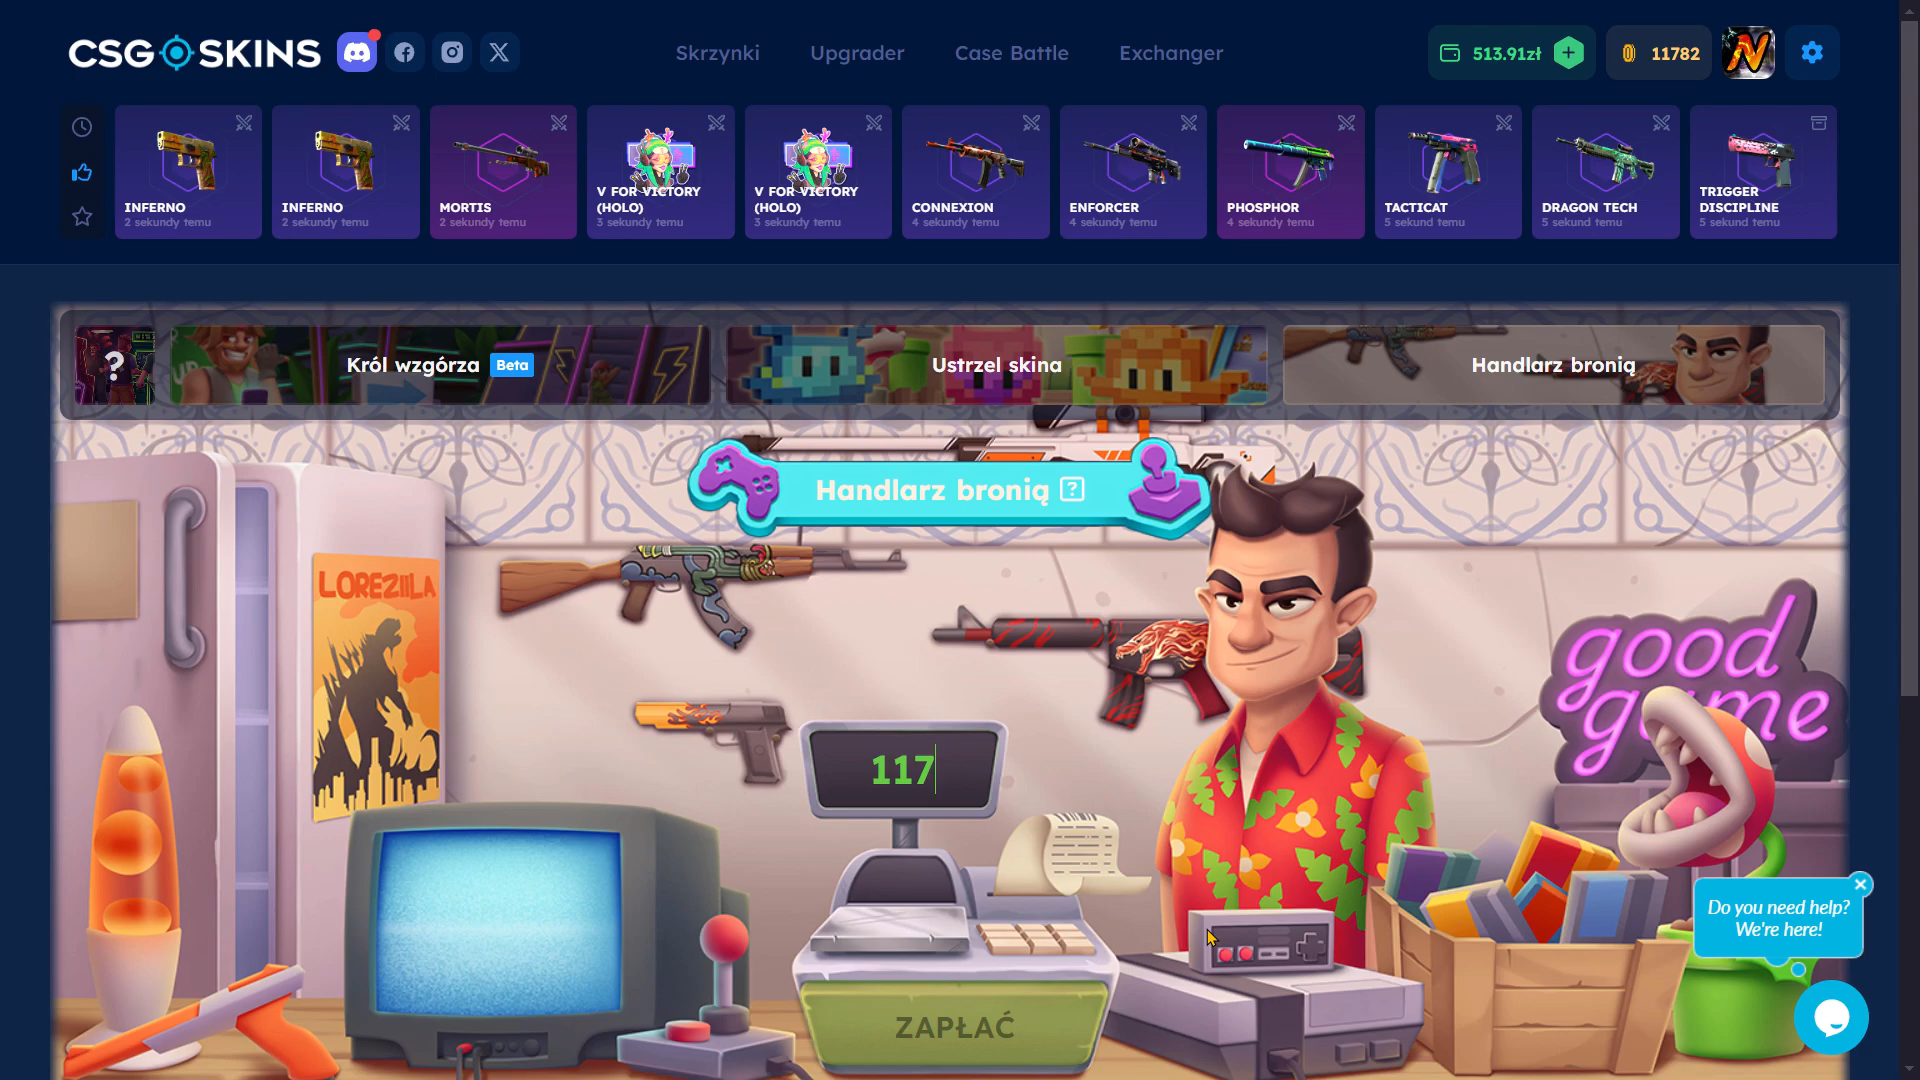 CSGOSKINS
Skrzynki
Upgrader
Case Battle
Exchanger
513.91zł
11782
INFERNO
2 sekundy temu
INFERNO
2 sekundy temu
MORTIS
2 sekundy temu
V FOR VICTORY
(HOLO)
3 sekundy temu
V FOR VICTORY
(HOLO)
3 sekundy temu
CONNEXION
4 sekundy temu
ENFORCER
4 sekundy temu
PHOSPHOR
4 sekundy temu
TACTICAT
5 sekund temu
DRAGON TECH
5 sekund temu
TRIGGER
DISCIPLINE
5 sekund temu
?
Król wzgórza Beta
Ustrzel skina
Handlarz bronią
Handlarz bronią ?
LOREZIILA
good
game
117
ZAPŁAĆ
Do you need help?
We're here!